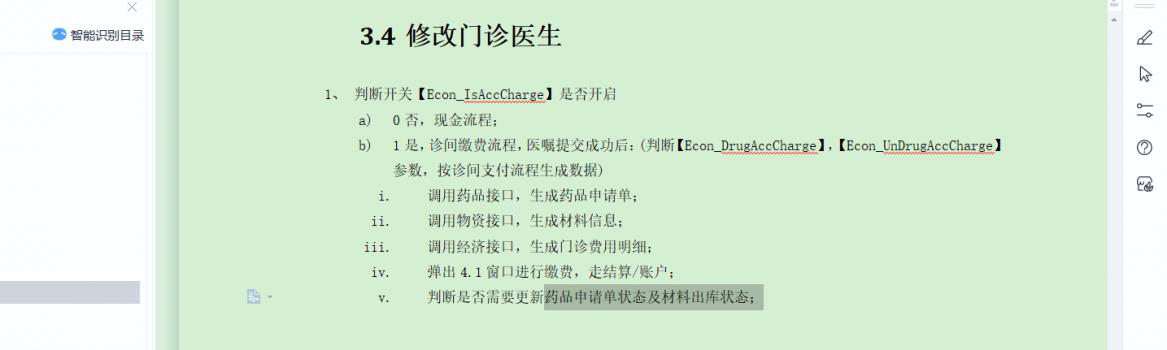 智能识别目录
3.4 修改门诊医生
1、 判断开关【Econ_IsAccCharge】是否开启
a) 0 否，现金流程；
b) 1 是，诊间缴费流程，医嘱提交成功后：(判断【Econ_DrugAccCharge】，【Econ_UnDrugAccCharge】
参数，按诊间支付流程生成数据)
i. 调用药品接口，生成药品申请单；
ii. 调用物资接口，生成材料信息；
iii. 调用经济接口，生成门诊费用明细；
iv. 弹出 4.1 窗口进行缴费，走结算/账户；
v. 判断是否需要更新药品申请单状态及材料出库状态；